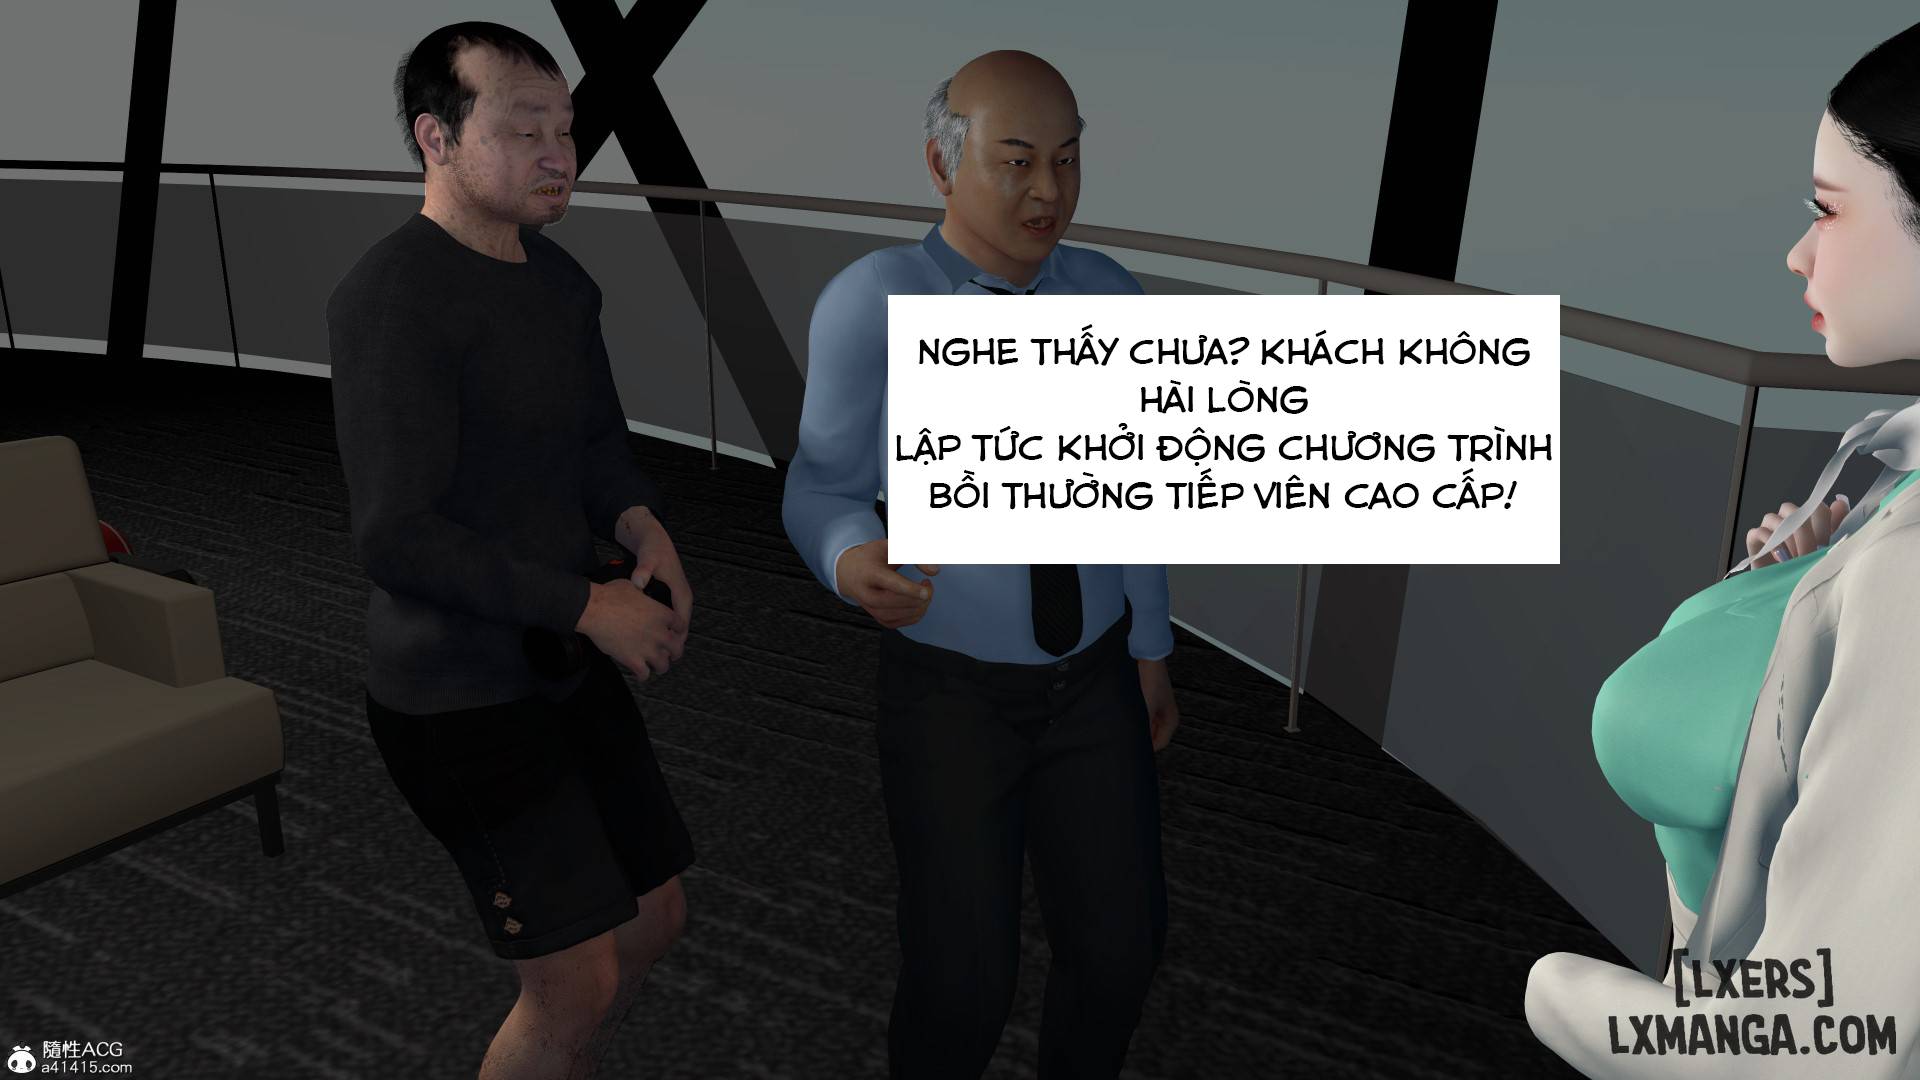 NGHE THẤY CHƯA? KHÁCH KHÔNG
HÀI LÒNG
LẬP TỨC KHỞI ĐỘNG CHƯƠNG TRÌNH
BỒI THƯỜNG TIẾP VIÊN CAO CẤP!
[LXERS]
LXMANGA.COM
隨性ACG
a41415.com